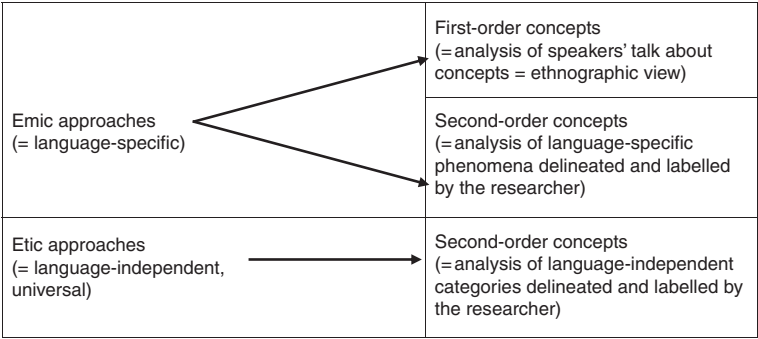 Emic approaches
(= language-specific)
First-order concepts
(=analysis of speakers' talk about
concepts = ethnographic view)
Second-order concepts
(=analysis of language-specific
phenomena delineated and labelled
by the researcher)
Etic approaches
(= language-independent,
universal)
Second-order concepts
(=analysis of language-independent
categories delineated and labelled by
the researcher)